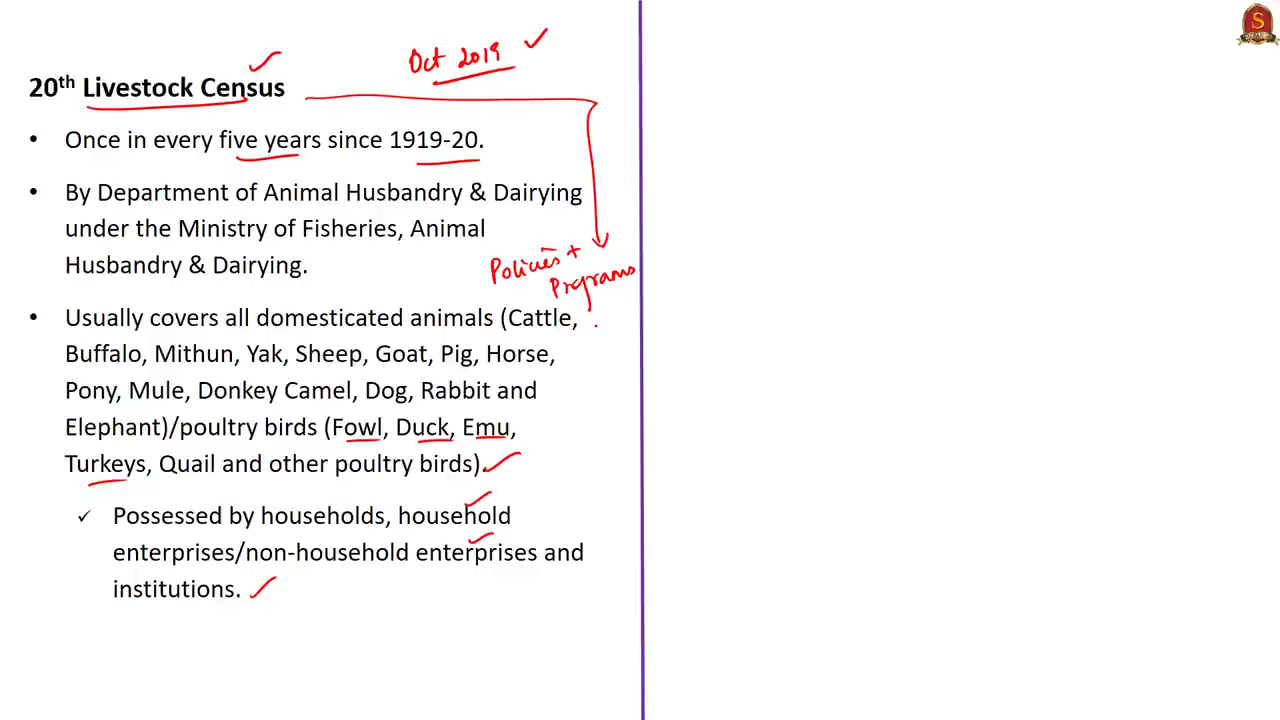 Oct 2019
20th Livestock Census
• Once in every five years since 1919-20.
• By Department of Animal Husbandry & Dairying
under the Ministry of Fisheries, Animal
Husbandry & Dairying.
Policies +
Programs
• Usually covers all domesticated animals (Cattle,
Buffalo, Mithun, Yak, Sheep, Goat, Pig, Horse,
Pony, Mule, Donkey Camel, Dog, Rabbit and
Elephant)/poultry birds (Fowl, Duck, Emu,
Turkeys, Quail and other poultry birds).
✓ Possessed by households, household
enterprises/non-household enterprises and
institutions.
S